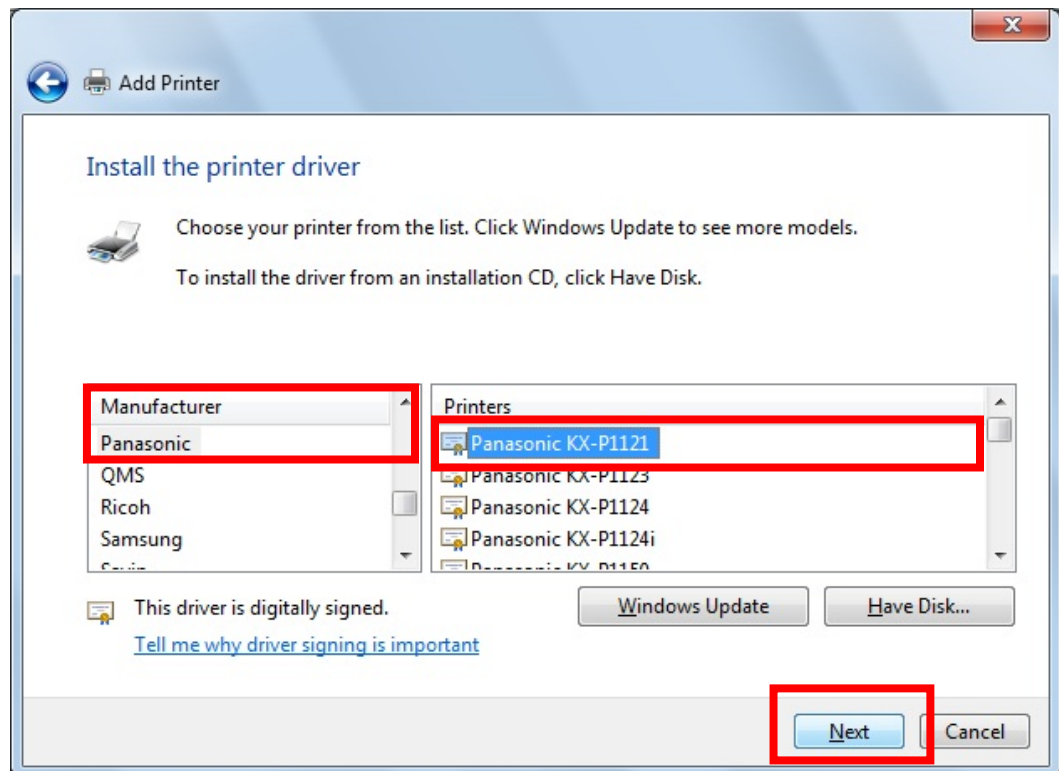 Add Printer
Install the printer driver
Choose your printer from the list. Click Windows Update to see more models.
To install the driver from an installation CD, click Have Disk.
Manufacturer
Panasonic
QMS
Ricoh
Samsung
Printers
Panasonic KX-P1121
Panasonic KX-P1123
Panasonic KX-P1124
Panasonic KX-P1124i
This driver is digitally signed.
Tell me why driver signing is important
Windows Update
Have Disk...
Next
Cancel